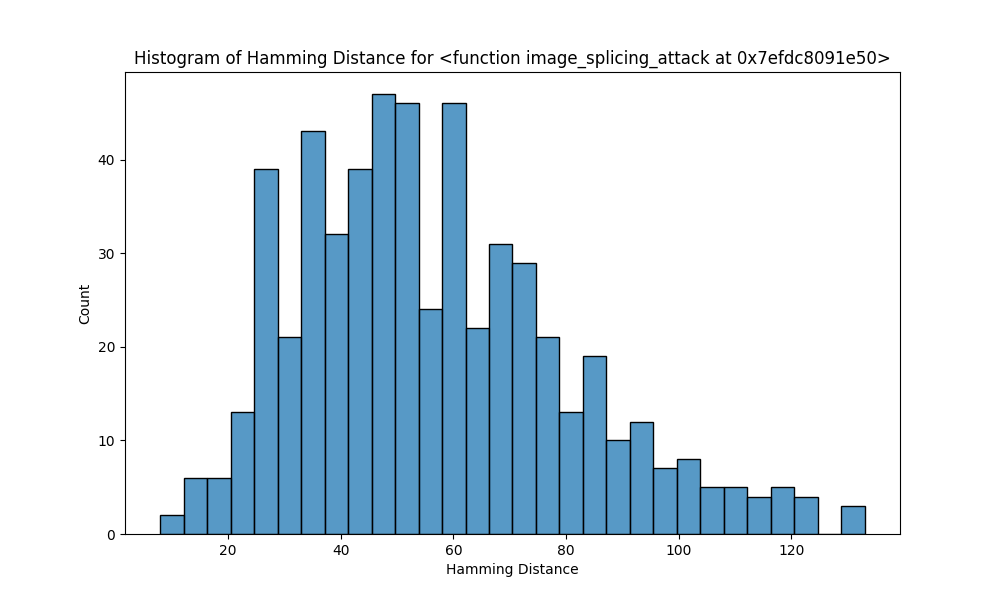 Histogram of Hamming Distance for <function image_splicing_attack at 0x7efdc8091e50>
Count
40
30
20
10
0
20 40 60 80 100 120
Hamming Distance